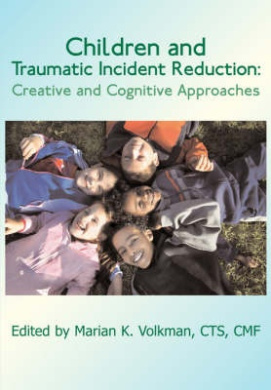 Children and
Traumatic Incident Reduction:
Creative and Cognitive Approaches
Edited by Marian K. Volkman, CTS, CMF